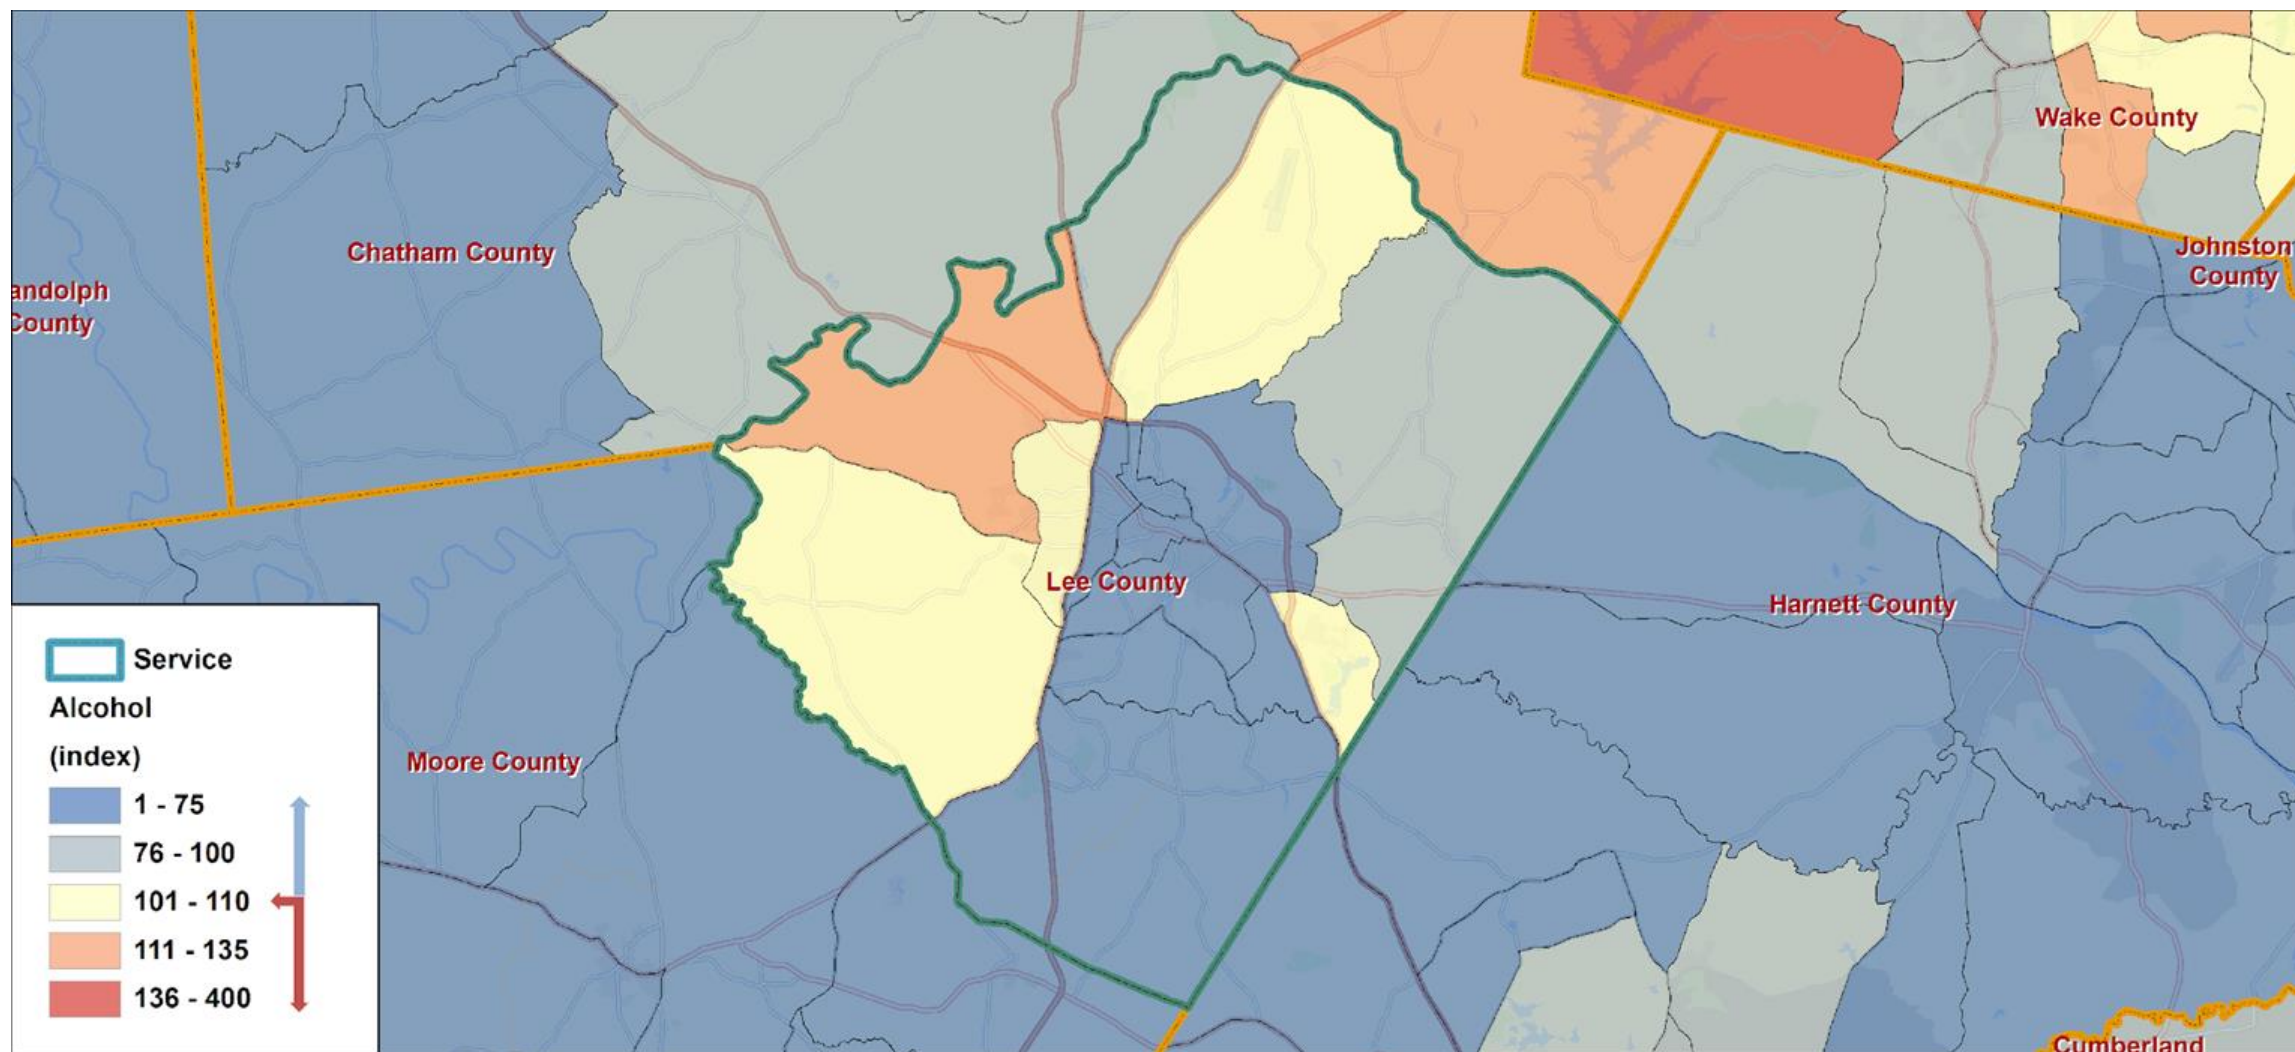 Wake County
Chatham County
Johnston
County
andolph
County
Lee County
Harnett County
Moore County
Cumberland
Service
Alcohol
(index)
1 - 75
76 - 100
101 - 110
111 - 135
136 - 400